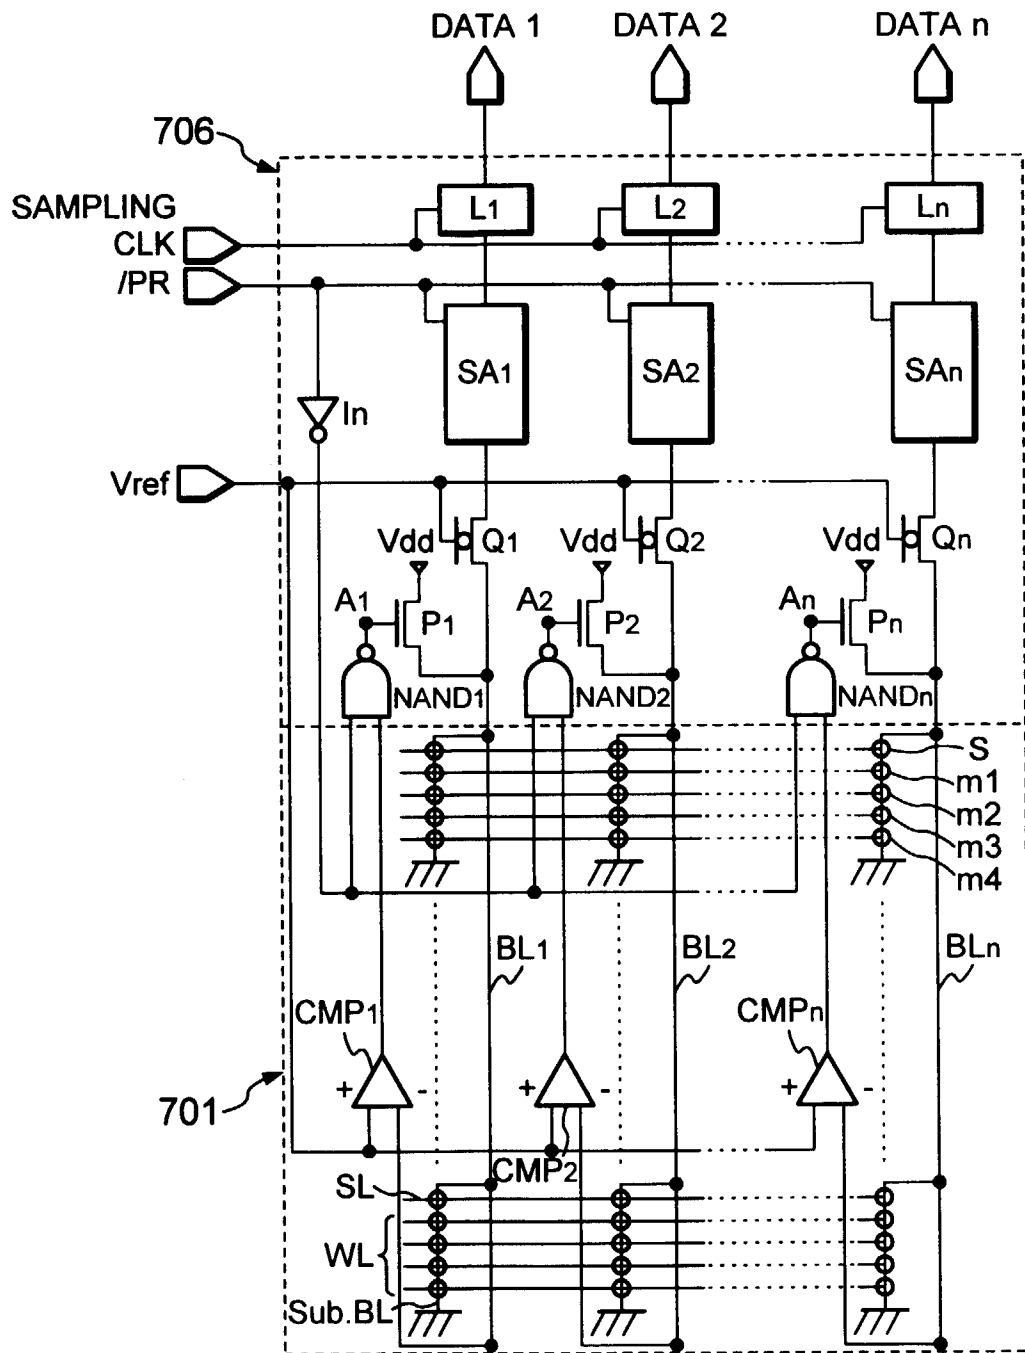 DATA 1 DATA 2 DATA n
706
SAMPLING
CLK
L1 L2 Ln
/PR
SA1 SA2 SAn
In
Vref
Vdd Q1 Vdd Q2 Vdd Qn
A1 P1 A2 P2 An Pn
NAND1 NAND2 NANDn
S
m1
m2
m3
m4
BL1 BL2 BLn
CMP1 CMPn
+ - + - + -
701
CMP2
SL
WL
Sub.BL